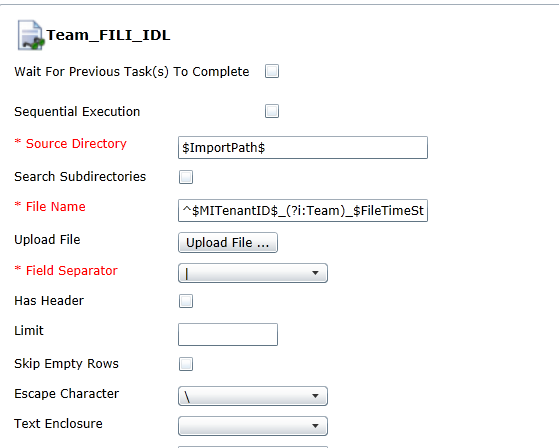 Team_FILI_IDL
Wait For Previous Task(s) To Complete
Sequential Execution
* Source Directory $ImportPath$
Search Subdirectories
* File Name ^$MITenantID$_(?i:Team)_$FileTimeSt
Upload File Upload File ...
* Field Separator |
Has Header
Limit
Skip Empty Rows
Escape Character \
Text Enclosure